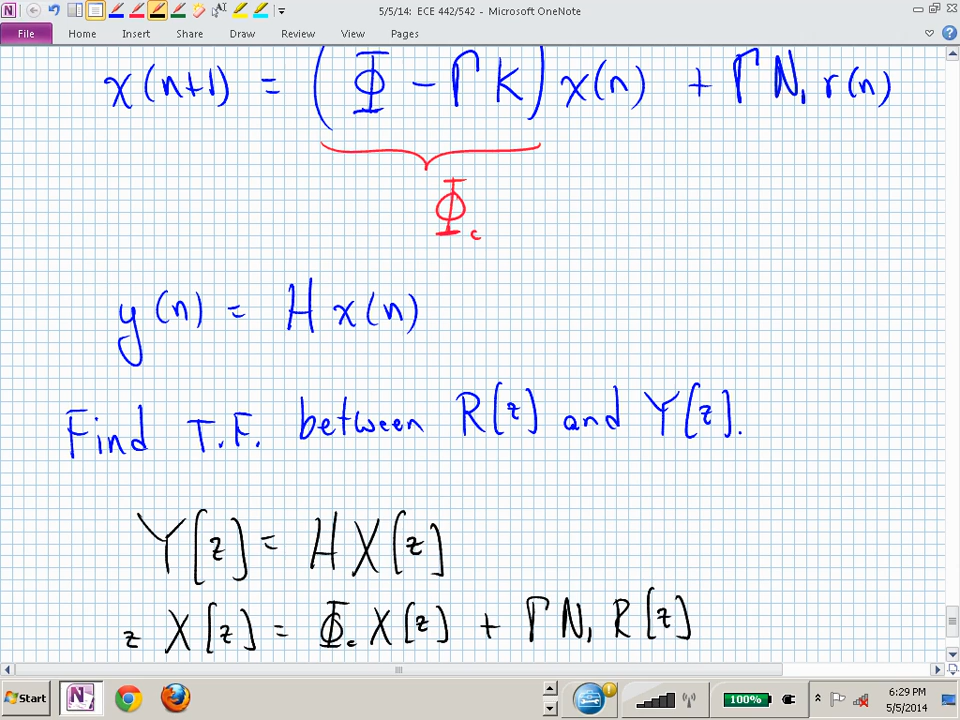 5/5/14: ECE 442/542 - Microsoft OneNote
File Home Insert Share Draw Review View Pages
x(n+1) = (Φ - ΓK) x(n) + ΓN₁ r(n)
Φc
y(n) = H x(n)
Find T.F. between R[z] and Y[z].
Y[z] = H X[z]
z X[z] = Φc X[z] + ΓN₁ R[z]
Start
100%
6:29 PM
5/5/2014